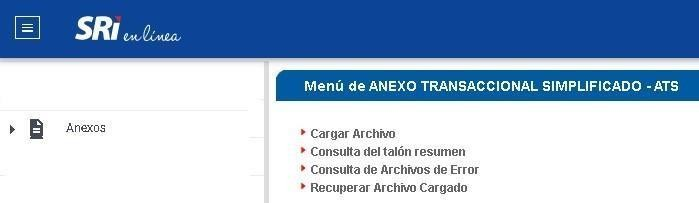 SRi en línea
Anexos
Menú de ANEXO TRANSACCIONAL SIMPLIFICADO - ATS
Cargar Archivo
Consulta del talón resumen
Consulta de Archivos de Error
Recuperar Archivo Cargado